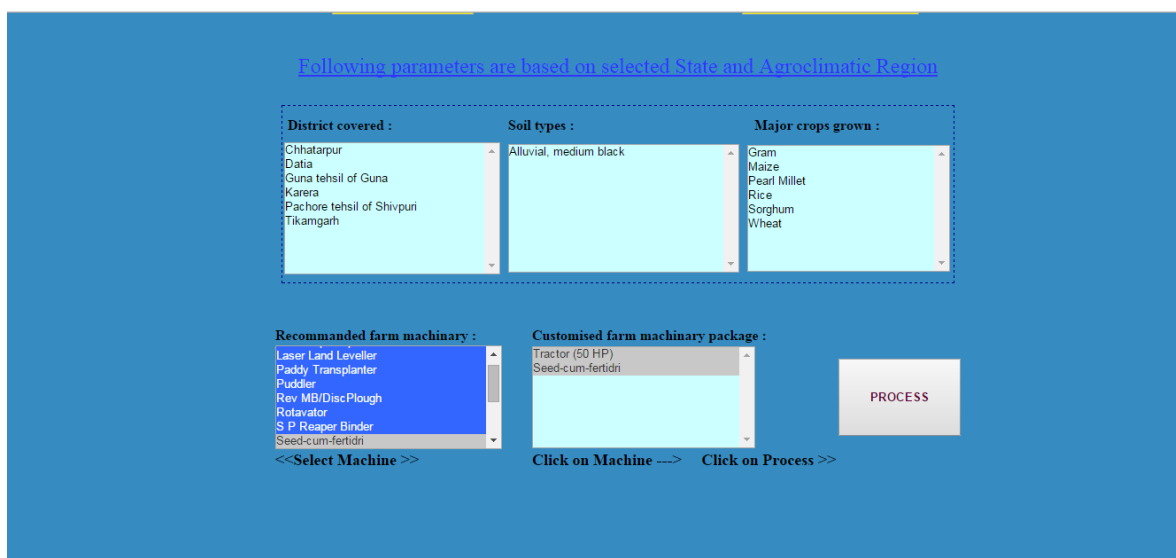 Following parameters are based on selected State and Agroclimatic Region
District covered :
Chhatarpur
Datia
Guna tehsil of Guna
Karera
Pachore tehsil of Shivpuri
Tikamgarh
Soil types :
Alluvial, medium black
Major crops grown :
Gram
Maize
Pearl Millet
Rice
Sorghum
Wheat
Recommanded farm machinary :
Laser Land Leveller
Paddy Transplanter
Puddler
Rev MB/DiscPlough
Rotavator
S P Reaper Binder
Seed-cum-fertidri
<<Select Machine >>
Customised farm machinary package :
Tractor (50 HP)
Seed-cum-fertidri
Click on Machine ---> Click on Process >>
PROCESS